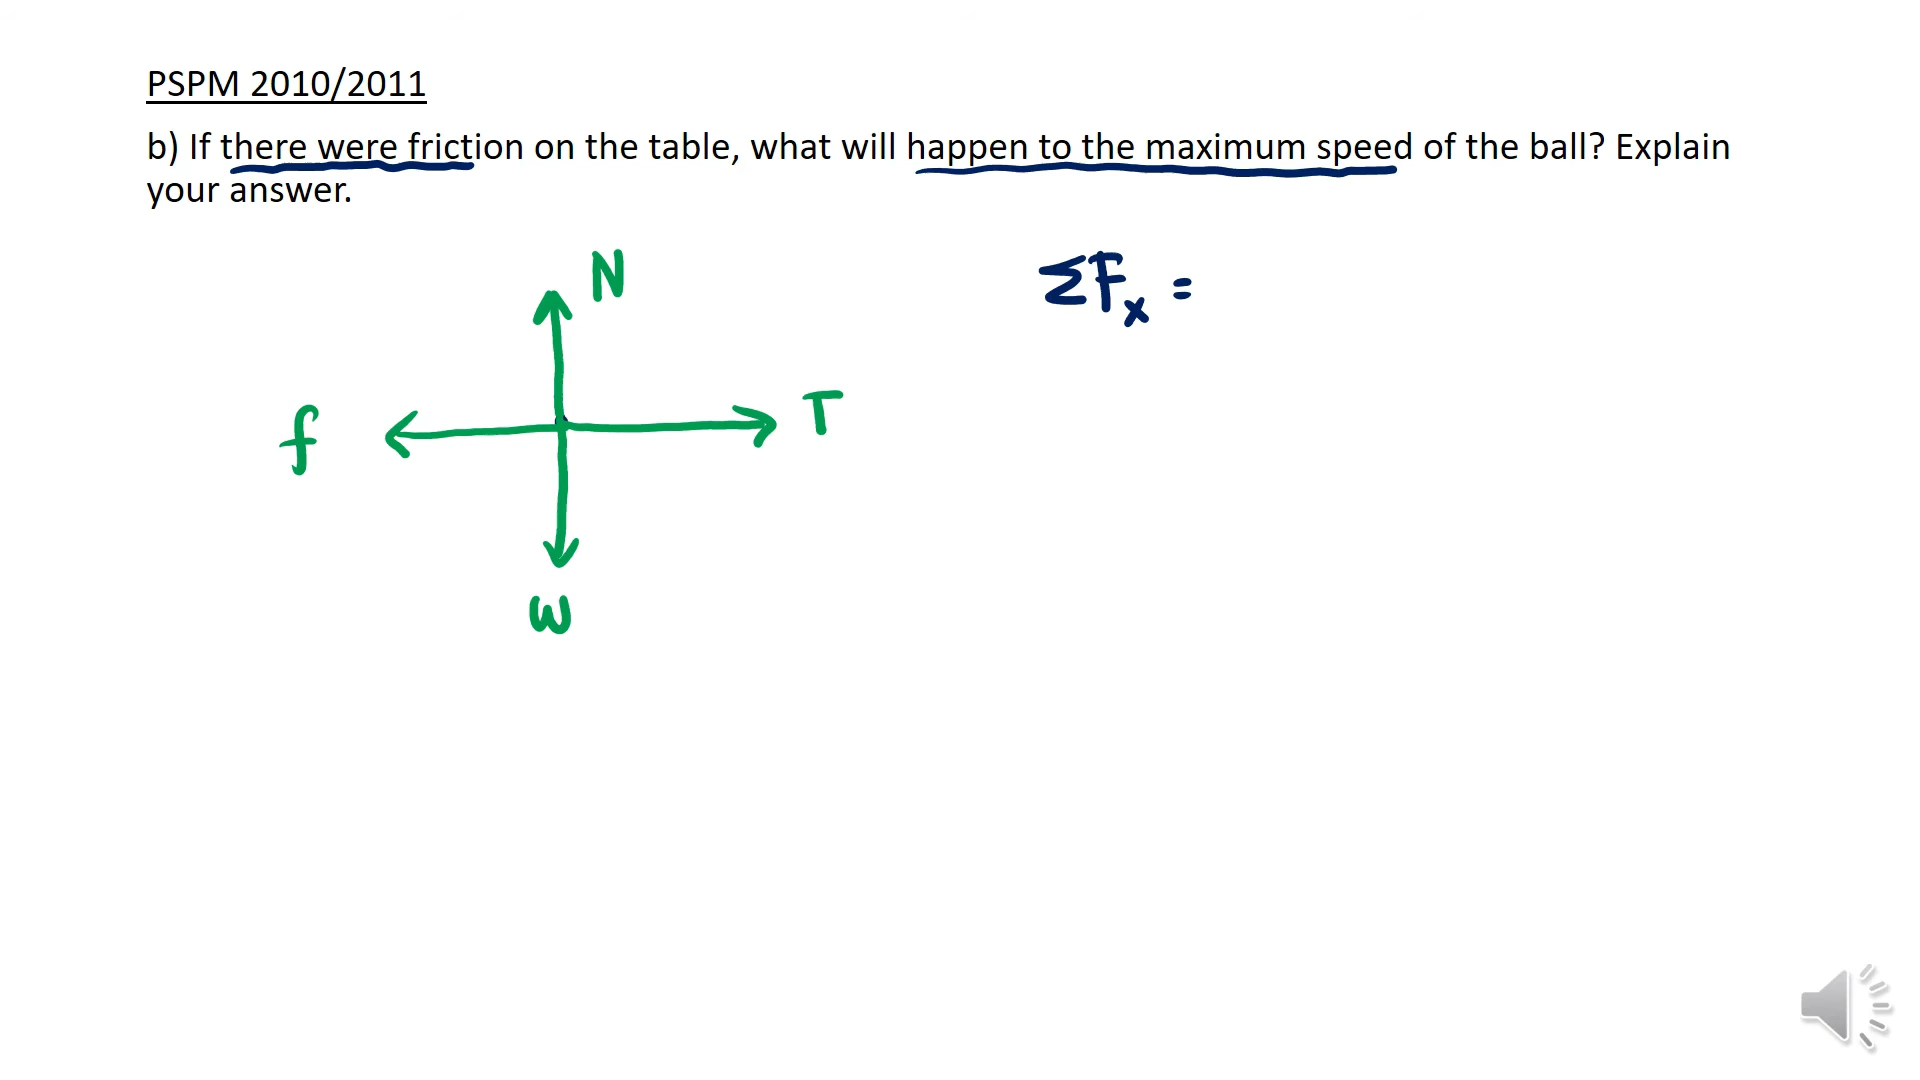 PSPM 2010/2011
b) If there were friction on the table, what will happen to the maximum speed of the ball? Explain
your answer.
N
ΣFx =
T
f
W